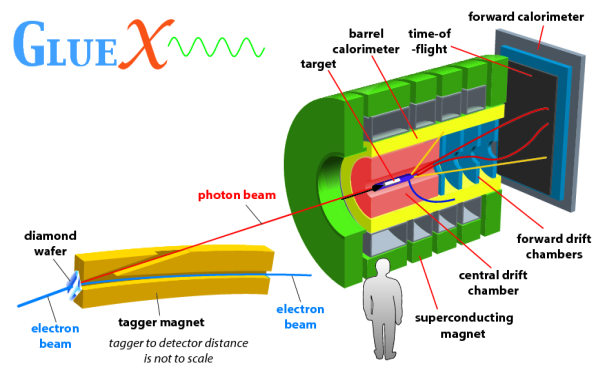 GLUEX
forward calorimeter
time-of
-flight
barrel
calorimeter
target
photon beam
diamond
wafer
forward drift
chambers
central drift
chamber
superconducting
magnet
electron
beam
electron
beam
tagger magnet
tagger to detector distance
is not to scale